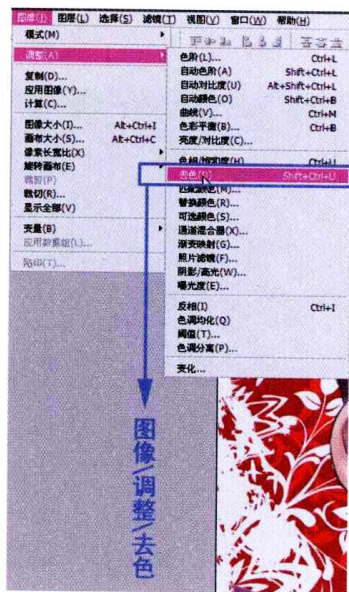 图像(I) 图层(L) 选择(S) 滤镜(T) 视图(V) 窗口(W) 帮助(H)
模式(M)
调整(A)
复制(D)...
应用图像(Y)...
计算(C)...
图像大小(I)... Alt+Ctrl+I
画布大小(S)... Alt+Ctrl+C
像素长宽比(X)
旋转画布(E)
裁剪(P)
裁切(R)...
显示全部(V)
变量(B)
应用数据组(L)...
陷印(T)...
色阶(L)... Ctrl+L
自动色阶(A) Shift+Ctrl+L
自动对比度(U) Alt+Shift+Ctrl+L
自动颜色(O) Shift+Ctrl+B
曲线(V)... Ctrl+M
色彩平衡(B)... Ctrl+B
亮度/对比度(C)...
色相/饱和度(H)... Ctrl+U
去色(D) Shift+Ctrl+U
匹配颜色(M)...
替换颜色(R)...
可选颜色(S)...
通道混合器(X)...
渐变映射(G)...
照片滤镜(F)...
阴影/高光(W)...
曝光度(E)...
反相(I) Ctrl+I
色调均化(Q)
阈值(T)...
色调分离(P)...
变化...
图像/调整/去色